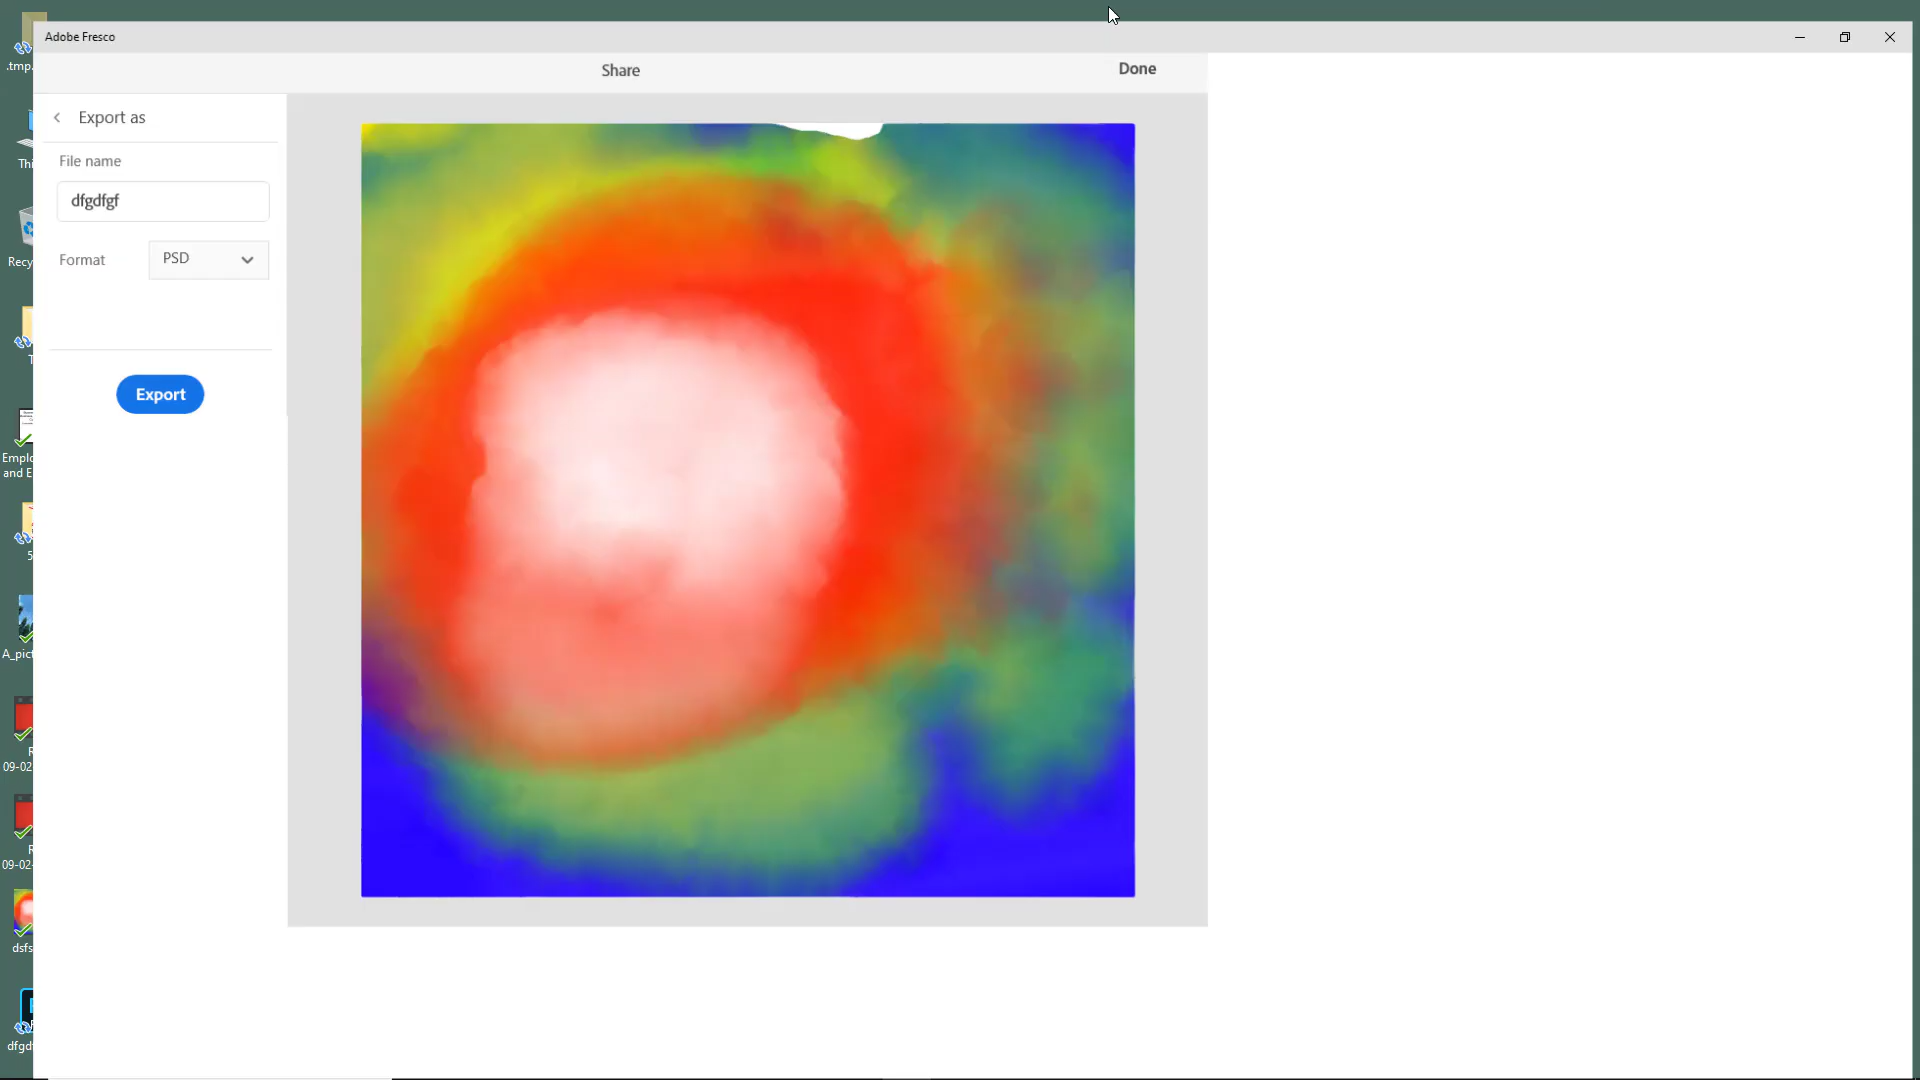 Adobe Fresco
Share
Done
Export as
File name
dfgdfgf
Format
PSD
Export
.tmp.
Thi
Recy
T
Emplo
and E
5
A_pict
R
09-02
R
09-02-
dsfs
dfgd